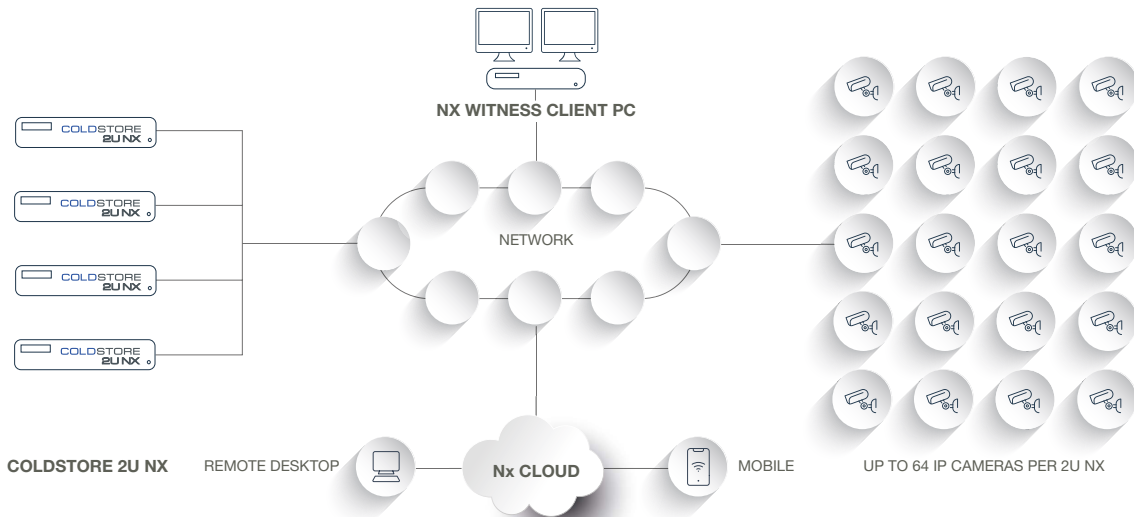 NX WITNESS CLIENT PC
COLDSTORE
2U NX
COLDSTORE
2U NX
COLDSTORE
2U NX
COLDSTORE
2U NX
NETWORK
COLDSTORE 2U NX
REMOTE DESKTOP
Nx CLOUD
MOBILE
UP TO 64 IP CAMERAS PER 2U NX